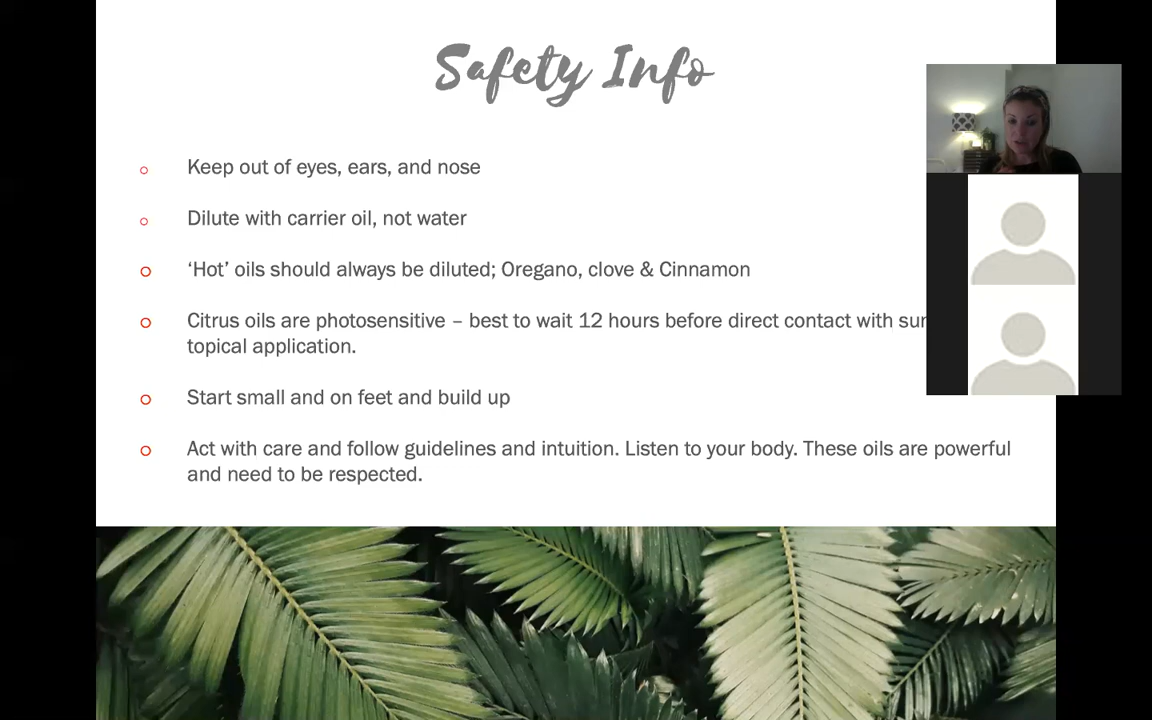 Safety Info
Keep out of eyes, ears, and nose
Dilute with carrier oil, not water
‘Hot’ oils should always be diluted; Oregano, clove & Cinnamon
Citrus oils are photosensitive – best to wait 12 hours before direct contact with
topical application.
Start small and on feet and build up
Act with care and follow guidelines and intuition. Listen to your body. These oils are powerful
and need to be respected.